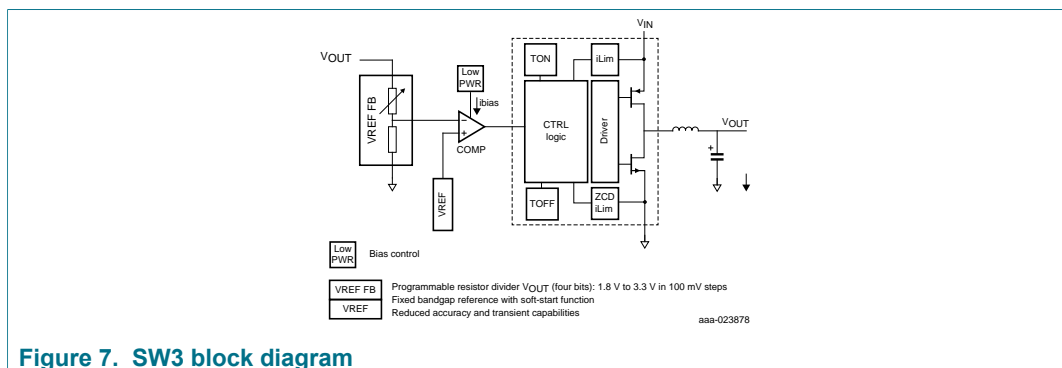 VIN
VOUT
TON
iLim
Low
PWR
ibias
VREF FB
CTRL
logic
Driver
VOUT
−
+
COMP
+
VREF
TOFF
ZCD
iLim
Low
PWR
Bias control
VREF FB
Programmable resistor divider VOUT (four bits): 1.8 V to 3.3 V in 100 mV steps
Fixed bandgap reference with soft-start function
VREF
Reduced accuracy and transient capabilities
aaa-023878
Figure 7. SW3 block diagram